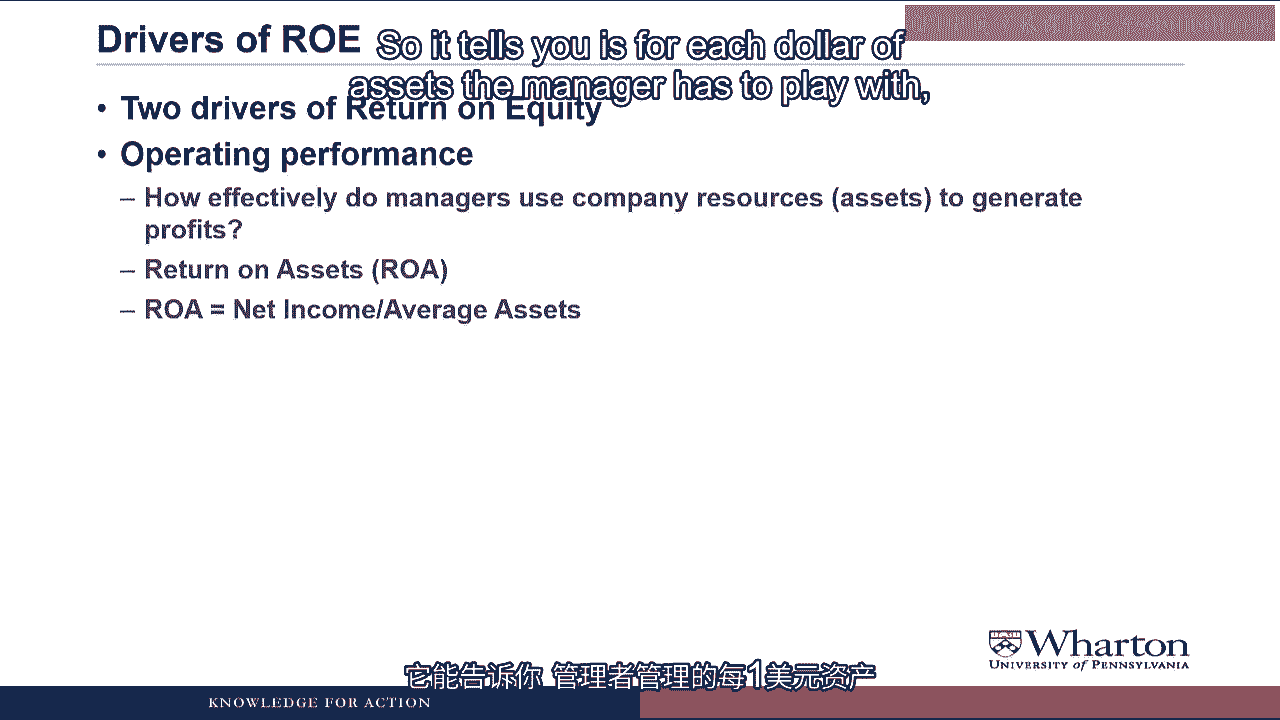 Drivers of ROE
So it tells you is for each dollar of
assets the manager has to play with,
• Two drivers of Return on Equity
• Operating performance
– How effectively do managers use company resources (assets) to generate
profits?
– Return on Assets (ROA)
– ROA = Net Income/Average Assets
Wharton
UNIVERSITY of PENNSYLVANIA
它能告诉你 管理者管理的每1美元资产
KNOWLEDGE FOR ACTION